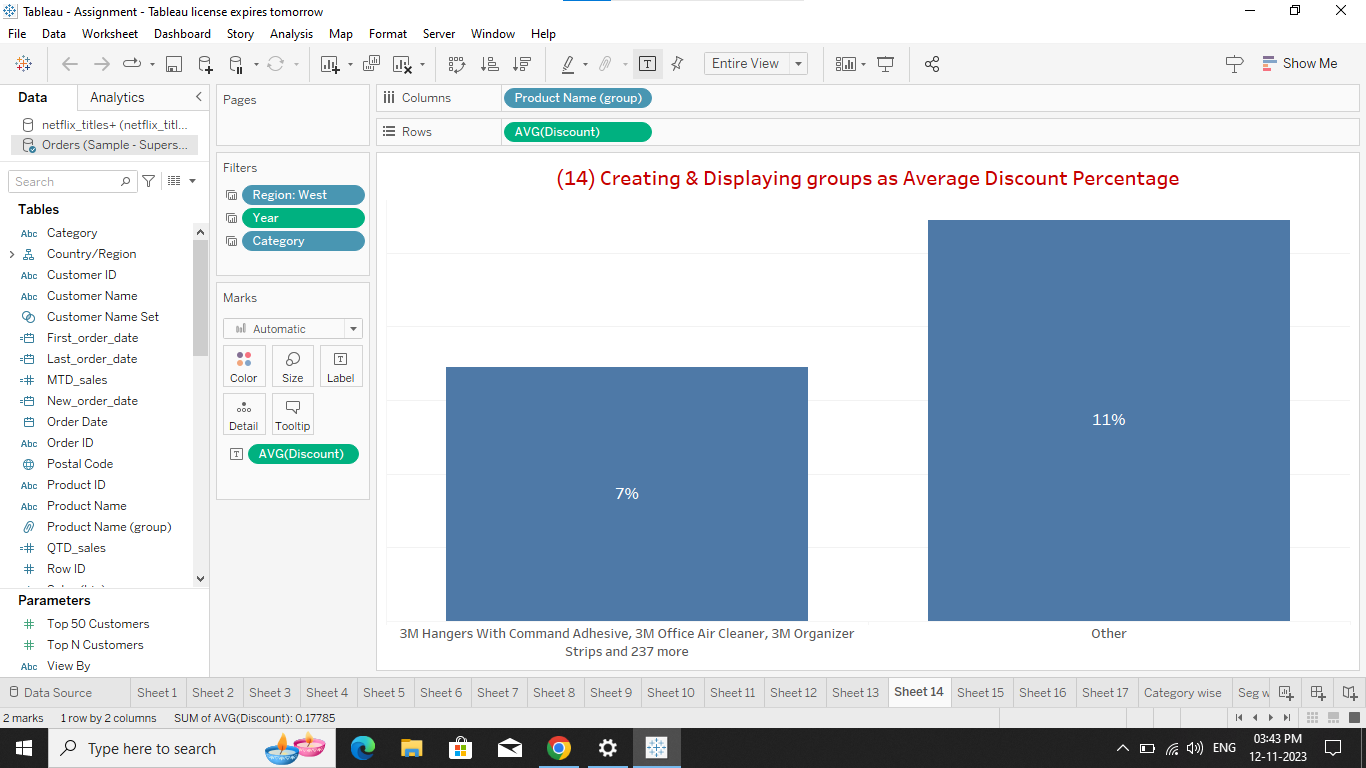 Tableau - Assignment - Tableau license expires tomorrow
File Data Worksheet Dashboard Story Analysis Map Format Server Window Help
Entire View
Show Me
Data Analytics
netflix_titles+ (netflix_titl...
Orders (Sample - Supers...
Search
Tables
Abc Category
Country/Region
Abc Customer ID
Abc Customer Name
Customer Name Set
First_order_date
Last_order_date
MTD_sales
New_order_date
Order Date
Abc Order ID
Postal Code
Abc Product ID
Abc Product Name
Product Name (group)
QTD_sales
Row ID
Parameters
Top 50 Customers
Top N Customers
Abc View By
Pages
Filters
Region: West
Year
Category
Marks
Automatic
Color Size Label
Detail Tooltip
AVG(Discount)
Columns Product Name (group)
Rows AVG(Discount)
(14) Creating & Displaying groups as Average Discount Percentage
7%
11%
3M Hangers With Command Adhesive, 3M Office Air Cleaner, 3M Organizer
Strips and 237 more
Other
Data Source Sheet 1 Sheet 2 Sheet 3 Sheet 4 Sheet 5 Sheet 6 Sheet 7 Sheet 8 Sheet 9 Sheet 10 Sheet 11 Sheet 12 Sheet 13 Sheet 14 Sheet 15 Sheet 16 Sheet 17 Category wise Seg w
2 marks 1 row by 2 columns SUM of AVG(Discount): 0.17785
Type here to search
ENG
03:43 PM
12-11-2023